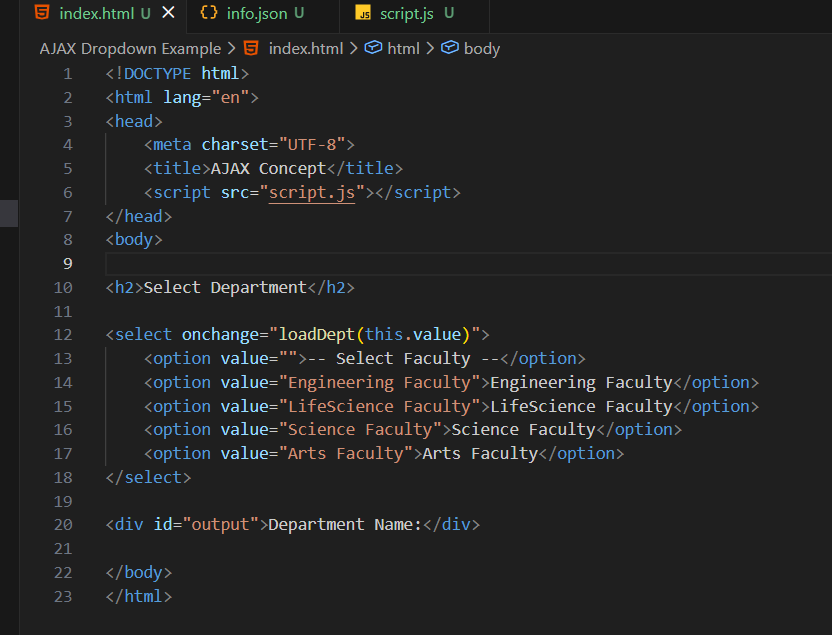 index.html U × info.json U script.js U
AJAX Dropdown Example > index.html > html > body
1 <!DOCTYPE html>
2 <html lang="en">
3 <head>
4     <meta charset="UTF-8">
5     <title>AJAX Concept</title>
6     <script src="script.js"></script>
7 </head>
8 <body>
9
10 <h2>Select Department</h2>
11
12 <select onchange="loadDept(this.value)">
13     <option value="">-- Select Faculty --</option>
14     <option value="Engineering Faculty">Engineering Faculty</option>
15     <option value="LifeScience Faculty">LifeScience Faculty</option>
16     <option value="Science Faculty">Science Faculty</option>
17     <option value="Arts Faculty">Arts Faculty</option>
18 </select>
19
20 <div id="output">Department Name:</div>
21
22 </body>
23 </html>